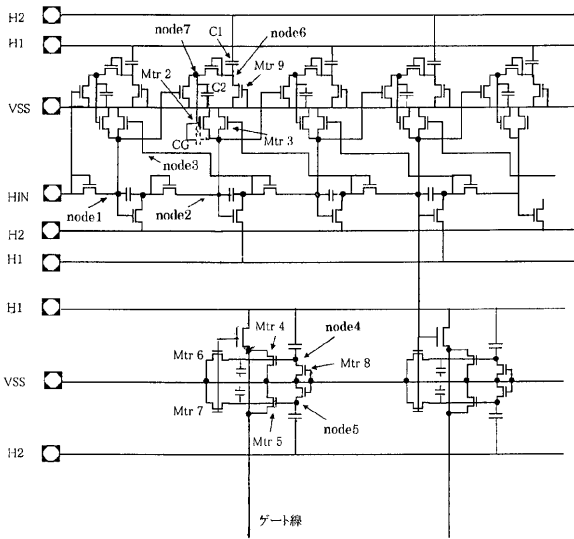 H2
H1
C1
node7
node6
Mtr 2
C2
Mtr 9
VSS
CG
Mtr 3
node3
HIN
node1
node2
H2
H1
H1
Mtr 4
node4
Mtr 6
Mtr 8
VSS
Mtr 7
Mtr 5
node5
H2
ゲート線